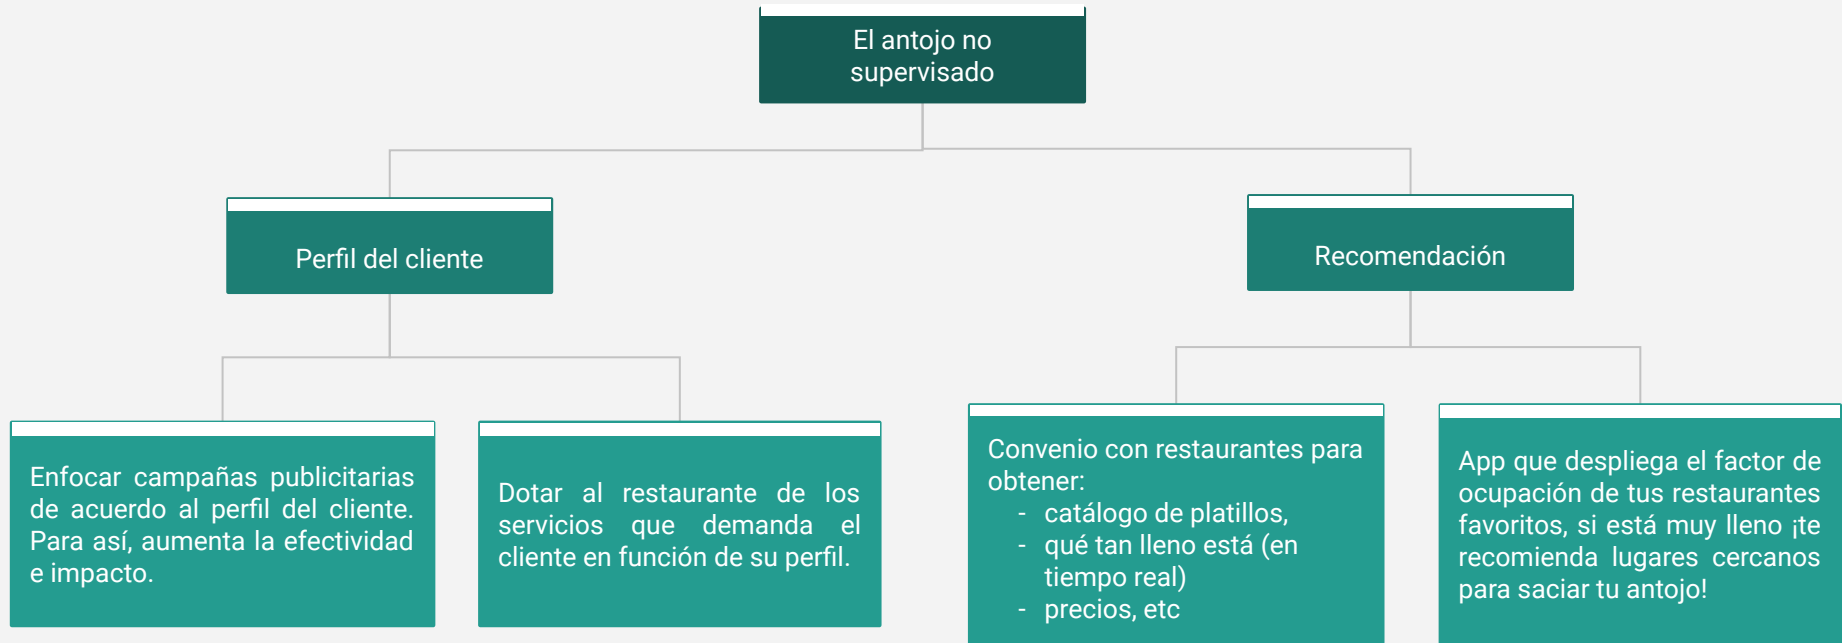 El antojo no
supervisado
Perfil del cliente
Recomendación
Enfocar campañas publicitarias
de acuerdo al perfil del cliente.
Para así, aumenta la efectividad
e impacto.
Dotar al restaurante de los
servicios que demanda el
cliente en función de su perfil.
Convenio con restaurantes para
obtener:
- catálogo de platillos,
- qué tan lleno está (en
tiempo real)
- precios, etc
App que despliega el factor de
ocupación de tus restaurantes
favoritos, si está muy lleno ¡te
recomienda lugares cercanos
para saciar tu antojo!